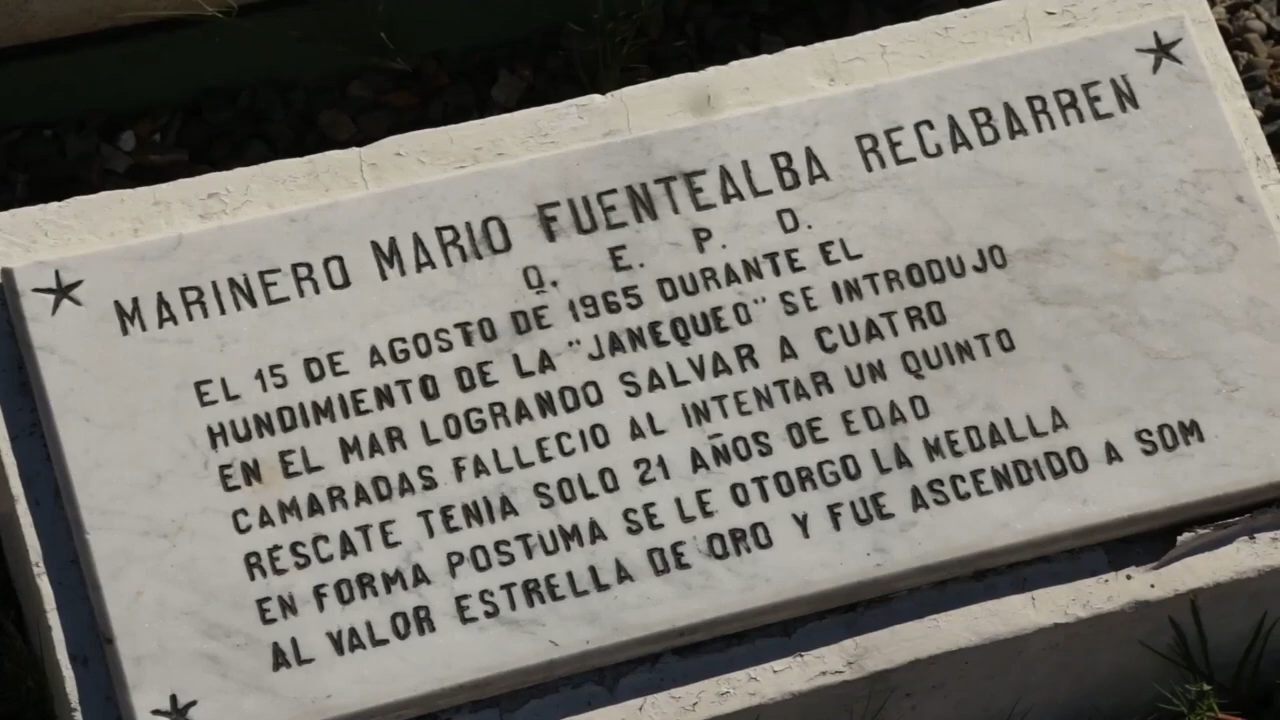 MARINERO MARIO FUENTEALBA RECABARREN
Q. E. P. D.
EL 15 DE AGOSTO DE 1965 DURANTE EL
HUNDIMIENTO DE LA "JANEQUEO" SE INTRODUJO
EN EL MAR LOGRANDO SALVAR A CUATRO
CAMARADAS FALLECIO AL INTENTAR UN QUINTO
RESCATE TENIA SOLO 21 AÑOS DE EDAD
EN FORMA POSTUMA SE LE OTORGO LA MEDALLA
AL VALOR ESTRELLA DE ORO Y FUE ASCENDIDO A SOM